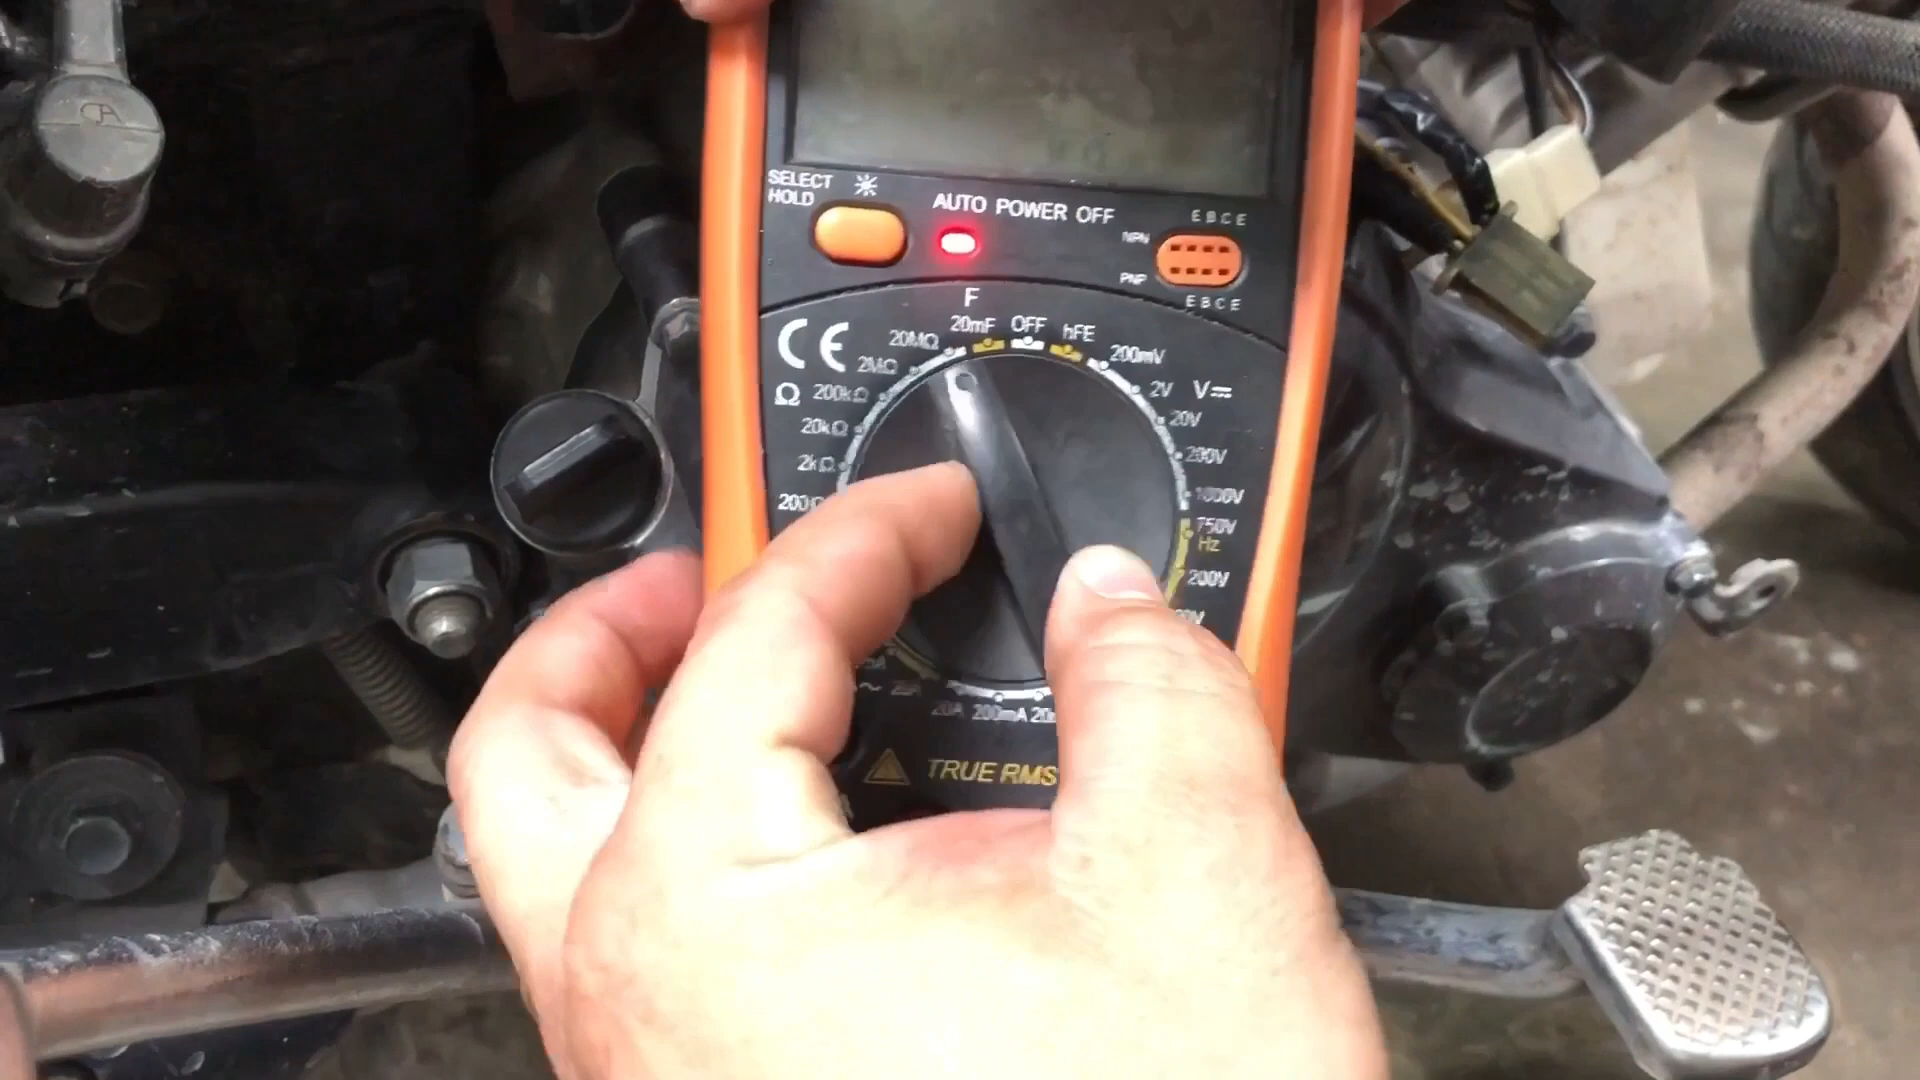 SELECT
HOLD
AUTO POWER OFF
E B C E
NPN
PNP
E B C E
F
20mF
OFF
hFE
CE
20MΩ
2MΩ
Ω
200kΩ
20kΩ
2kΩ
200Ω
200mV
2V
V
20V
200V
1000V
750V
Hz
200V
20A
200mA
TRUE RMS